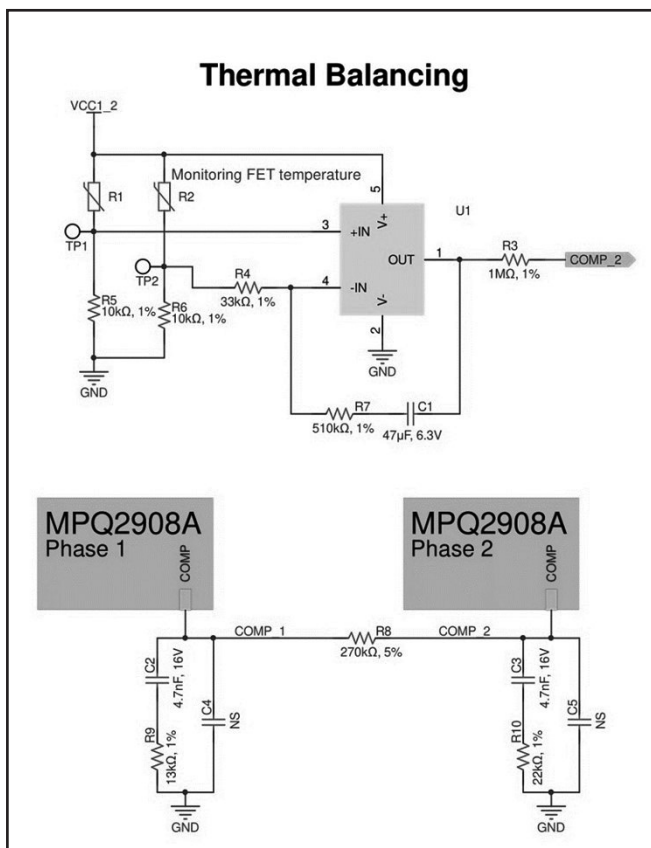 Thermal Balancing
VCC1_2
Monitoring FET temperature
R1
R2
5
V+
U1
TP1
3
+IN
OUT
1
R3
1MΩ, 1%
COMP_2
TP2
R4
33kΩ, 1%
4
-IN
V-
2
R5
10kΩ, 1%
R6
10kΩ, 1%
GND
GND
R7
510kΩ, 1%
C1
47µF, 6.3V
MPQ2908A
Phase 1
COMP
MPQ2908A
Phase 2
COMP
COMP_1
R8
270kΩ, 5%
COMP_2
C2
4.7nF, 16V
C4
NS
R9
13kΩ, 1%
GND
C3
4.7nF, 16V
C5
NS
R10
22kΩ, 1%
GND